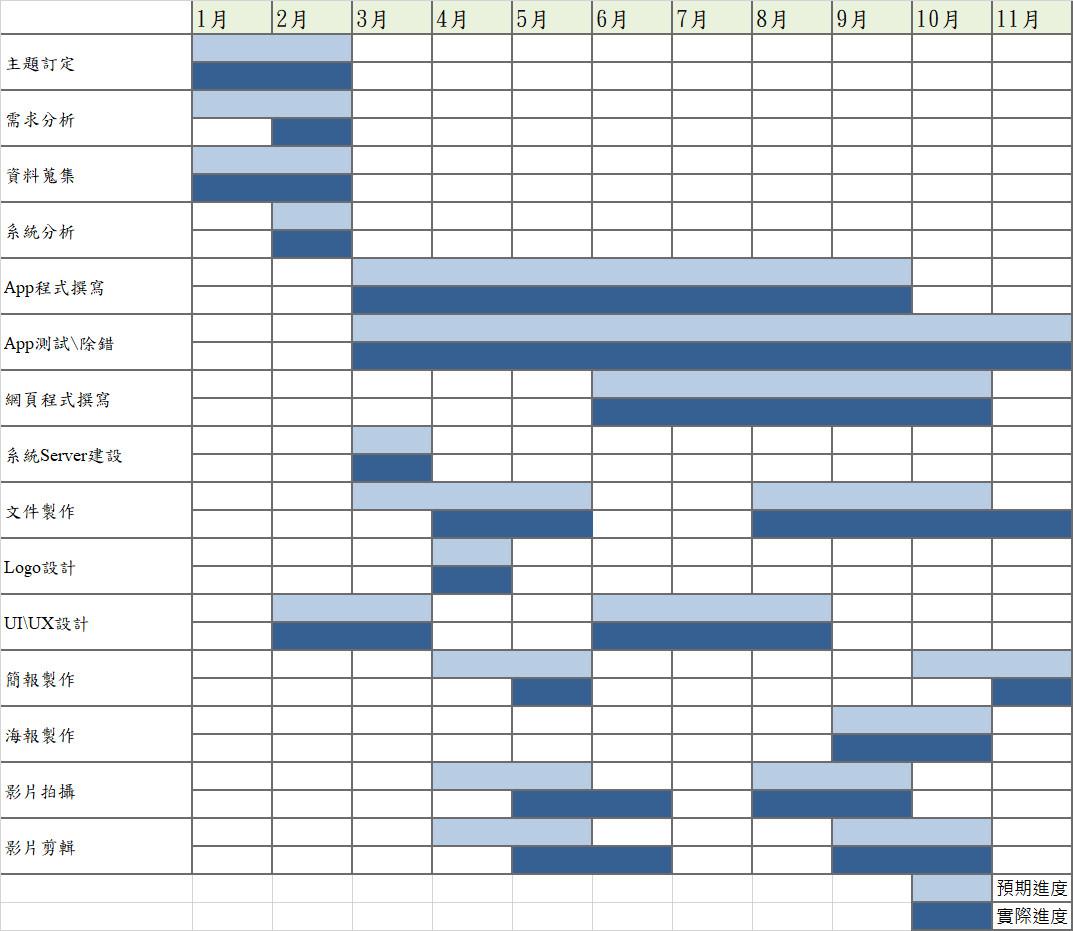 1月 2月 3月 4月 5月 6月 7月 8月 9月 10月 11月
主題訂定
需求分析
資料蒐集
系統分析
App程式撰寫
App測試\除錯
網頁程式撰寫
系統Server建設
文件製作
Logo設計
UI\UX設計
簡報製作
海報製作
影片拍攝
影片剪輯
預期進度
實際進度